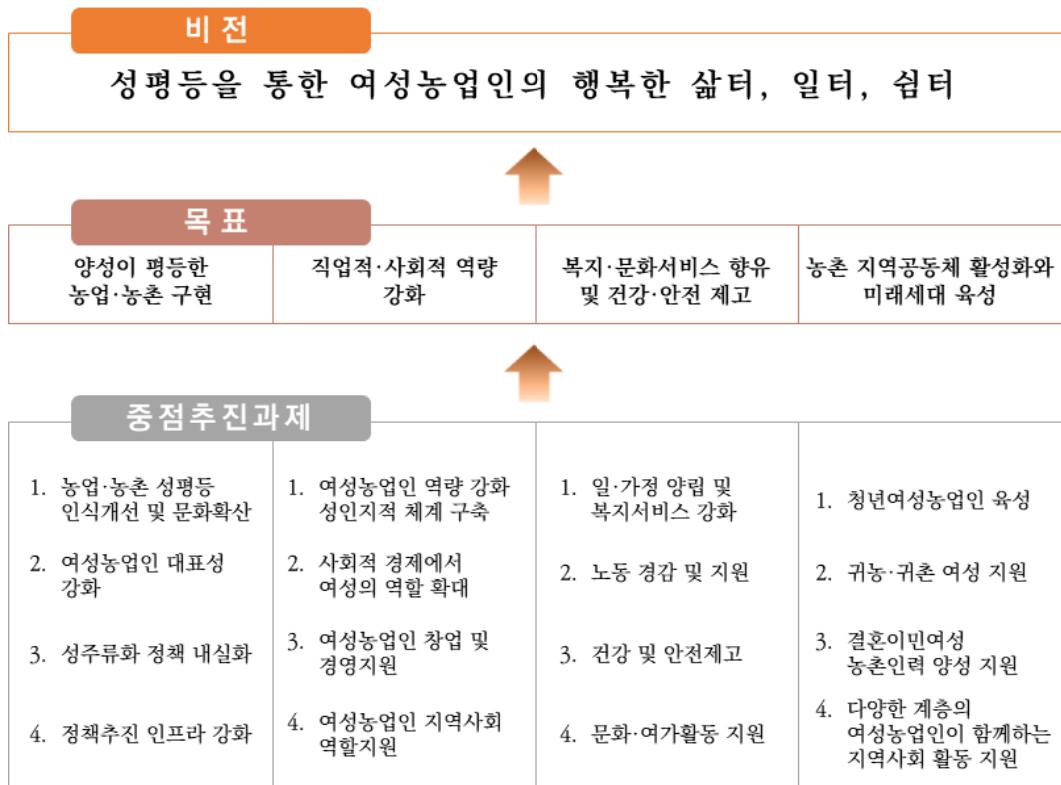 비전
성평등을 통한 여성농업인의 행복한 삶터, 일터, 쉼터
목표
양성이 평등한
농업·농촌 구현
직업적·사회적 역량
강화
복지·문화서비스 향유
및 건강·안전 제고
농촌 지역공동체 활성화와
미래세대 육성
중점추진과제
1. 농업·농촌 성평등
인식개선 및 문화확산
2. 여성농업인 대표성
강화
3. 성주류화 정책 내실화
4. 정책추진 인프라 강화
1. 여성농업인 역량 강화
성인지적 체계 구축
2. 사회적 경제에서
여성의 역할 확대
3. 여성농업인 창업 및
경영지원
4. 여성농업인 지역사회
역할지원
1. 일·가정 양립 및
복지서비스 강화
2. 노동 경감 및 지원
3. 건강 및 안전제고
4. 문화·여가활동 지원
1. 청년여성농업인 육성
2. 귀농·귀촌 여성 지원
3. 결혼이민여성
농촌인력 양성 지원
4. 다양한 계층의
여성농업인이 함께하는
지역사회 활동 지원